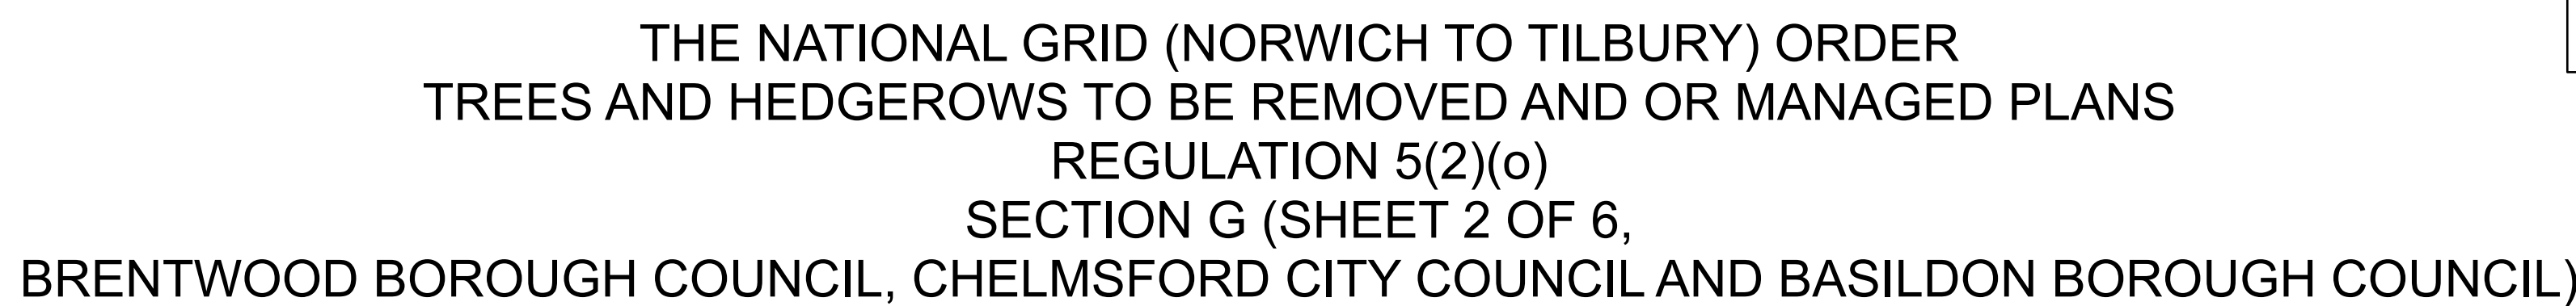 THE NATIONAL GRID (NORWICH TO TILBURY) ORDER
TREES AND HEDGEROWS TO BE REMOVED AND OR MANAGED PLANS
REGULATION 5(2)(o)
SECTION G (SHEET 2 OF 6,
BRENTWOOD BOROUGH COUNCIL, CHELMSFORD CITY COUNCIL AND BASILDON BOROUGH COUNCIL)